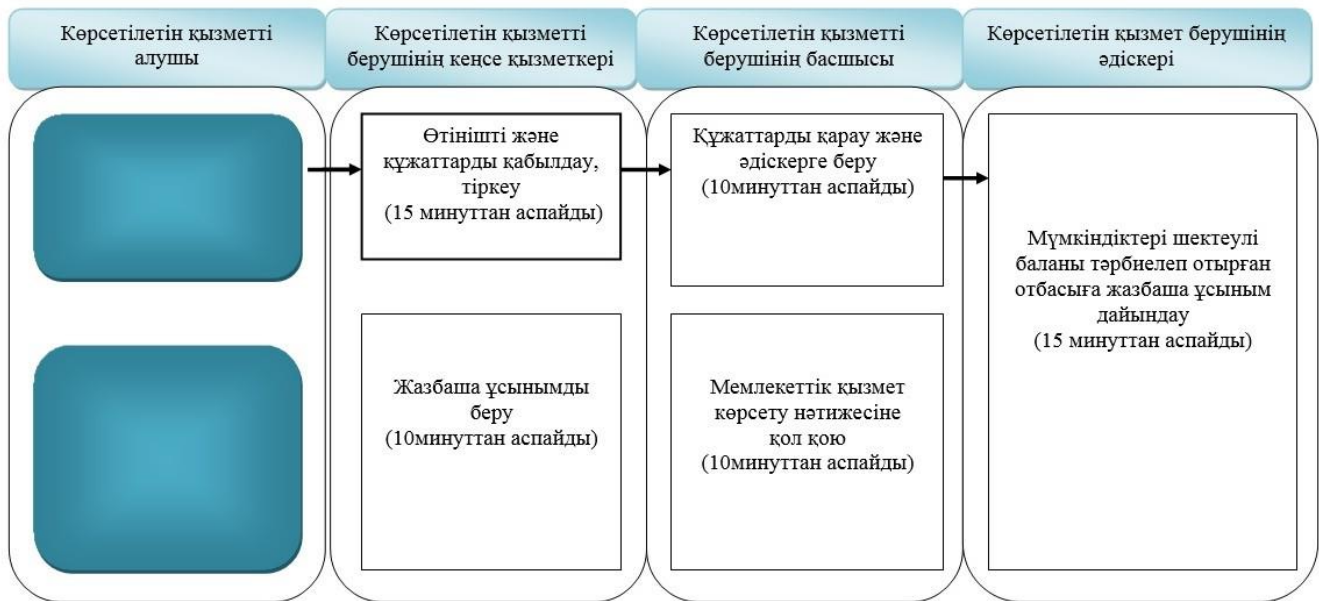 Көрсетілетін қызметті
алушы
Көрсетілетін қызметті
берушінің кеңсе қызметкері
Көрсетілетін қызметті
берушінің басшысы
Көрсетілетін қызмет берушінің
әдіскері
Өтінішті және
құжаттарды қабылдау,
тіркеу
(15 минуттан аспайды)
Құжаттарды қарау және
әдіскерге беру
(10минуттан аспайды)
Мүмкіндіктері шектеулі
баланы тәрбиелеп отырған
отбасыға жазбаша ұсыным
дайындау
(15 минуттан аспайды)
Жазбаша ұсынымды
беру
(10минуттан аспайды)
Мемлекеттік қызмет
көрсету нәтижесіне
қол қою
(10минуттан аспайды)